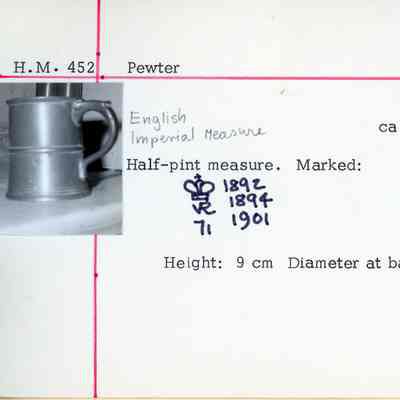 H.M. 452 Pewter
English
Imperial Measure
ca
Half-pint measure. Marked:
1892
VR 1894
71 1901
Height: 9 cm Diameter at ba